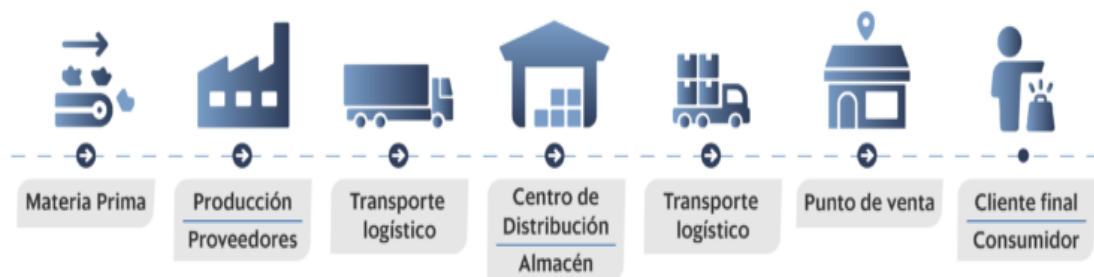 Materia Prima
Producción
Proveedores
Transporte
logístico
Centro de
Distribución
Almacén
Transporte
logístico
Punto de venta
Cliente final
Consumidor